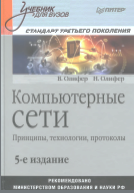 Учебник
для вузов
ПИТЕР
СТАНДАРТ ТРЕТЬЕГО ПОКОЛЕНИЯ
В. Олифер Н. Олифер
Компьютерные
сети
Принципы, технологии, протоколы
5-е издание
РЕКОМЕНДОВАНО
МИНИСТЕРСТВОМ ОБРАЗОВАНИЯ И НАУКИ РФ